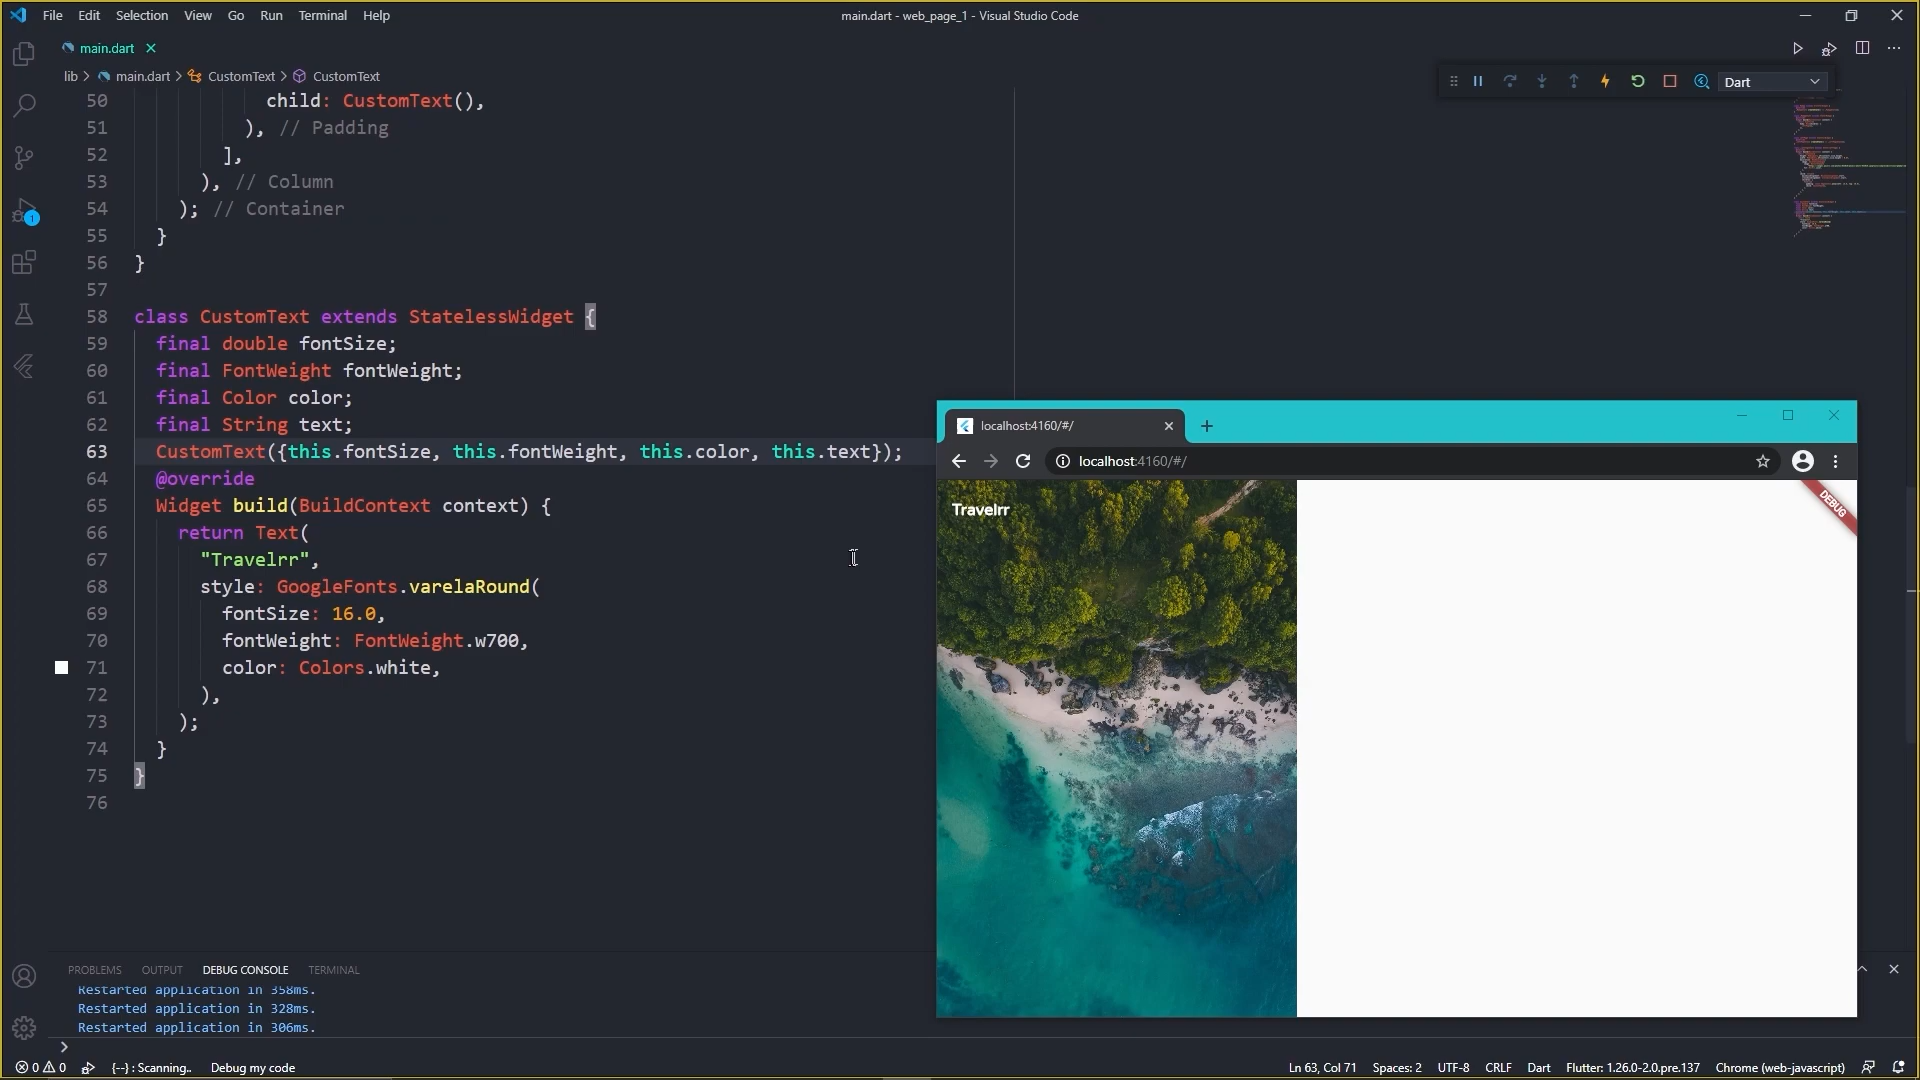 File Edit Selection View Go Run Terminal Help
main.dart - web_page_1 - Visual Studio Code
main.dart
lib > main.dart > CustomText > CustomText
Dart
50 child: CustomText(),
51 ), // Padding
52 ],
53 ), // Column
54 ); // Container
55 }
56 }
57
58 class CustomText extends StatelessWidget {
59 final double fontSize;
60 final FontWeight fontWeight;
61 final Color color;
62 final String text;
63 CustomText({this.fontSize, this.fontWeight, this.color, this.text});
64 @override
65 Widget build(BuildContext context) {
66 return Text(
67 "Travelrr",
68 style: GoogleFonts.varelaRound(
69 fontSize: 16.0,
70 fontWeight: FontWeight.w700,
71 color: Colors.white,
72 ),
73 );
74 }
75 }
76
1
localhost:4160/#/
localhost:4160/#/
Travelrr
DEBUG
PROBLEMS OUTPUT DEBUG CONSOLE TERMINAL
Restarted application in 358ms.
Restarted application in 328ms.
Restarted application in 306ms.
>
0 0 {--} : Scanning.. Debug my code
Ln 63, Col 71 Spaces: 2 UTF-8 CRLF Dart Flutter: 1.26.0-2.0.pre.137 Chrome (web-javascript)